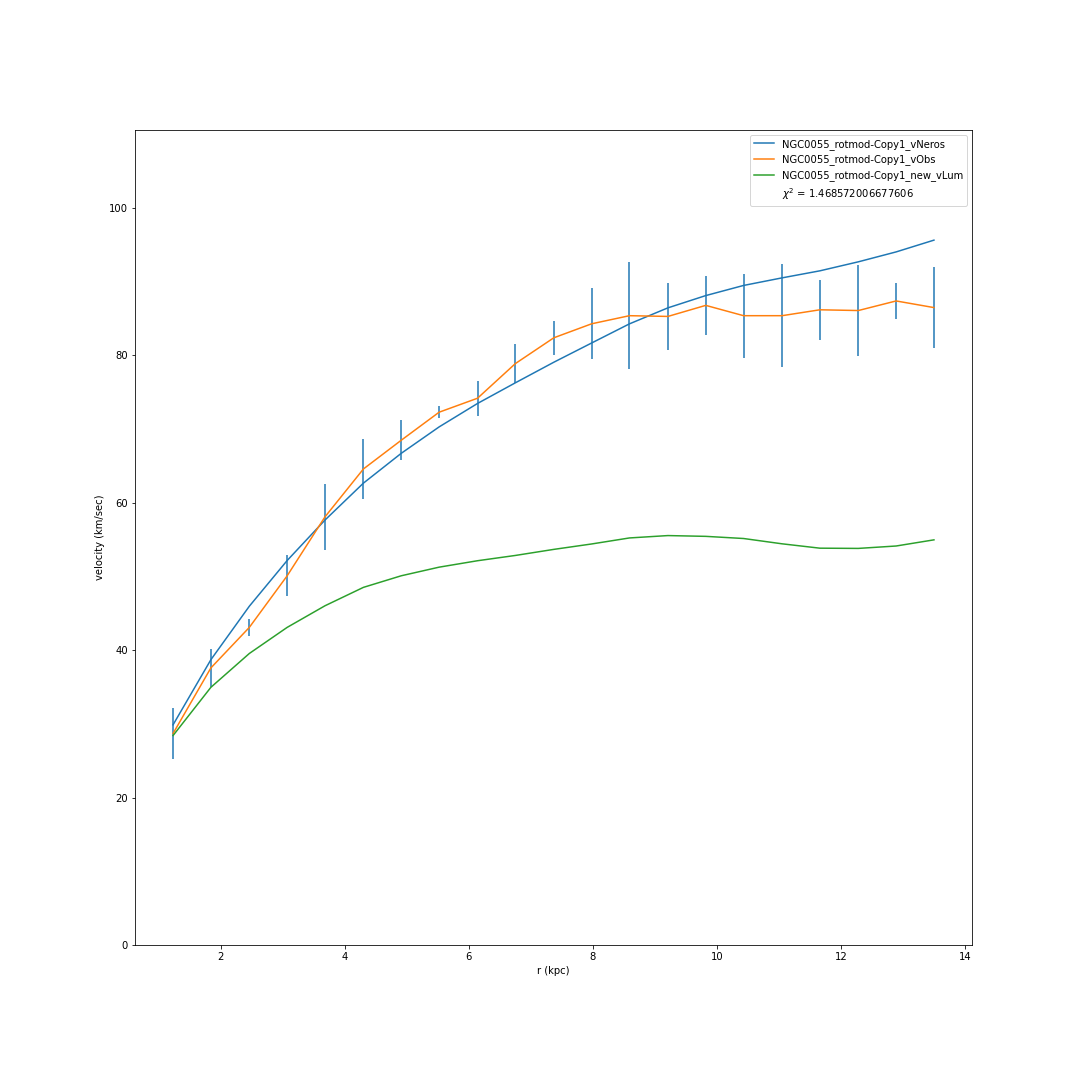 NGC0055_rotmod-Copy1_vNeros
NGC0055_rotmod-Copy1_vObs
NGC0055_rotmod-Copy1_new_vLum
χ² = 1.468572006677606
100
80
60
40
20
0
velocity (km/sec)
2 4 6 8 10 12 14
r (kpc)